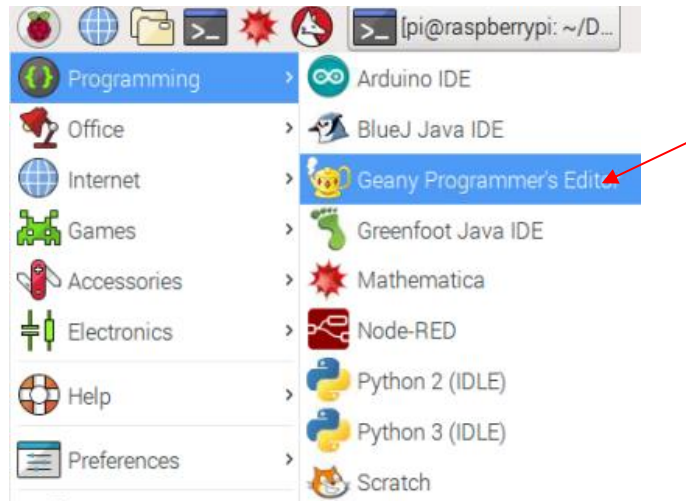 [pi@raspberrypi: ~/D...
Programming
Office
Internet
Games
Accessories
Electronics
Help
Preferences
Arduino IDE
BlueJ Java IDE
Geany Programmer's Editor
Greenfoot Java IDE
Mathematica
Node-RED
Python 2 (IDLE)
Python 3 (IDLE)
Scratch